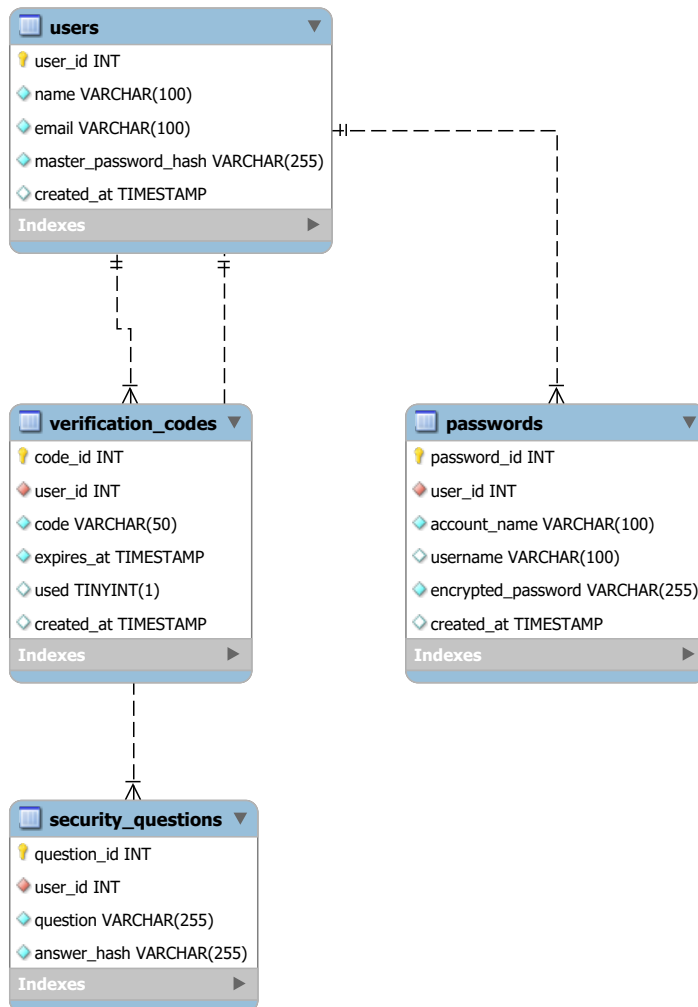 users
user_id INT
name VARCHAR(100)
email VARCHAR(100)
master_password_hash VARCHAR(255)
created_at TIMESTAMP
Indexes
verification_codes
code_id INT
user_id INT
code VARCHAR(50)
expires_at TIMESTAMP
used TINYINT(1)
created_at TIMESTAMP
Indexes
passwords
password_id INT
user_id INT
account_name VARCHAR(100)
username VARCHAR(100)
encrypted_password VARCHAR(255)
created_at TIMESTAMP
Indexes
security_questions
question_id INT
user_id INT
question VARCHAR(255)
answer_hash VARCHAR(255)
Indexes